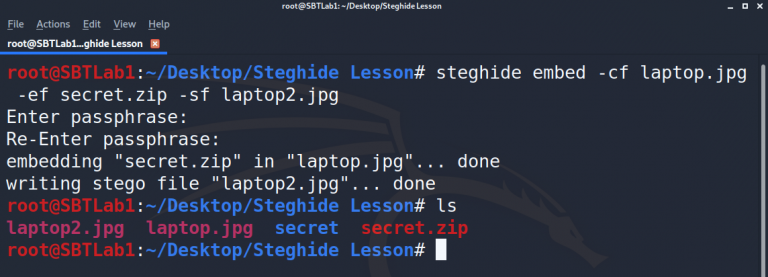 root@SBTLab1: ~/Desktop/Steghide Lesson
File Actions Edit View Help
root@SBTLab1...ghide Lesson
root@SBTLab1:~/Desktop/Steghide Lesson# steghide embed -cf laptop.jpg
-ef secret.zip -sf laptop2.jpg
Enter passphrase:
Re-Enter passphrase:
embedding "secret.zip" in "laptop.jpg"... done
writing stego file "laptop2.jpg"... done
root@SBTLab1:~/Desktop/Steghide Lesson# ls
laptop2.jpg laptop.jpg secret secret.zip
root@SBTLab1:~/Desktop/Steghide Lesson#